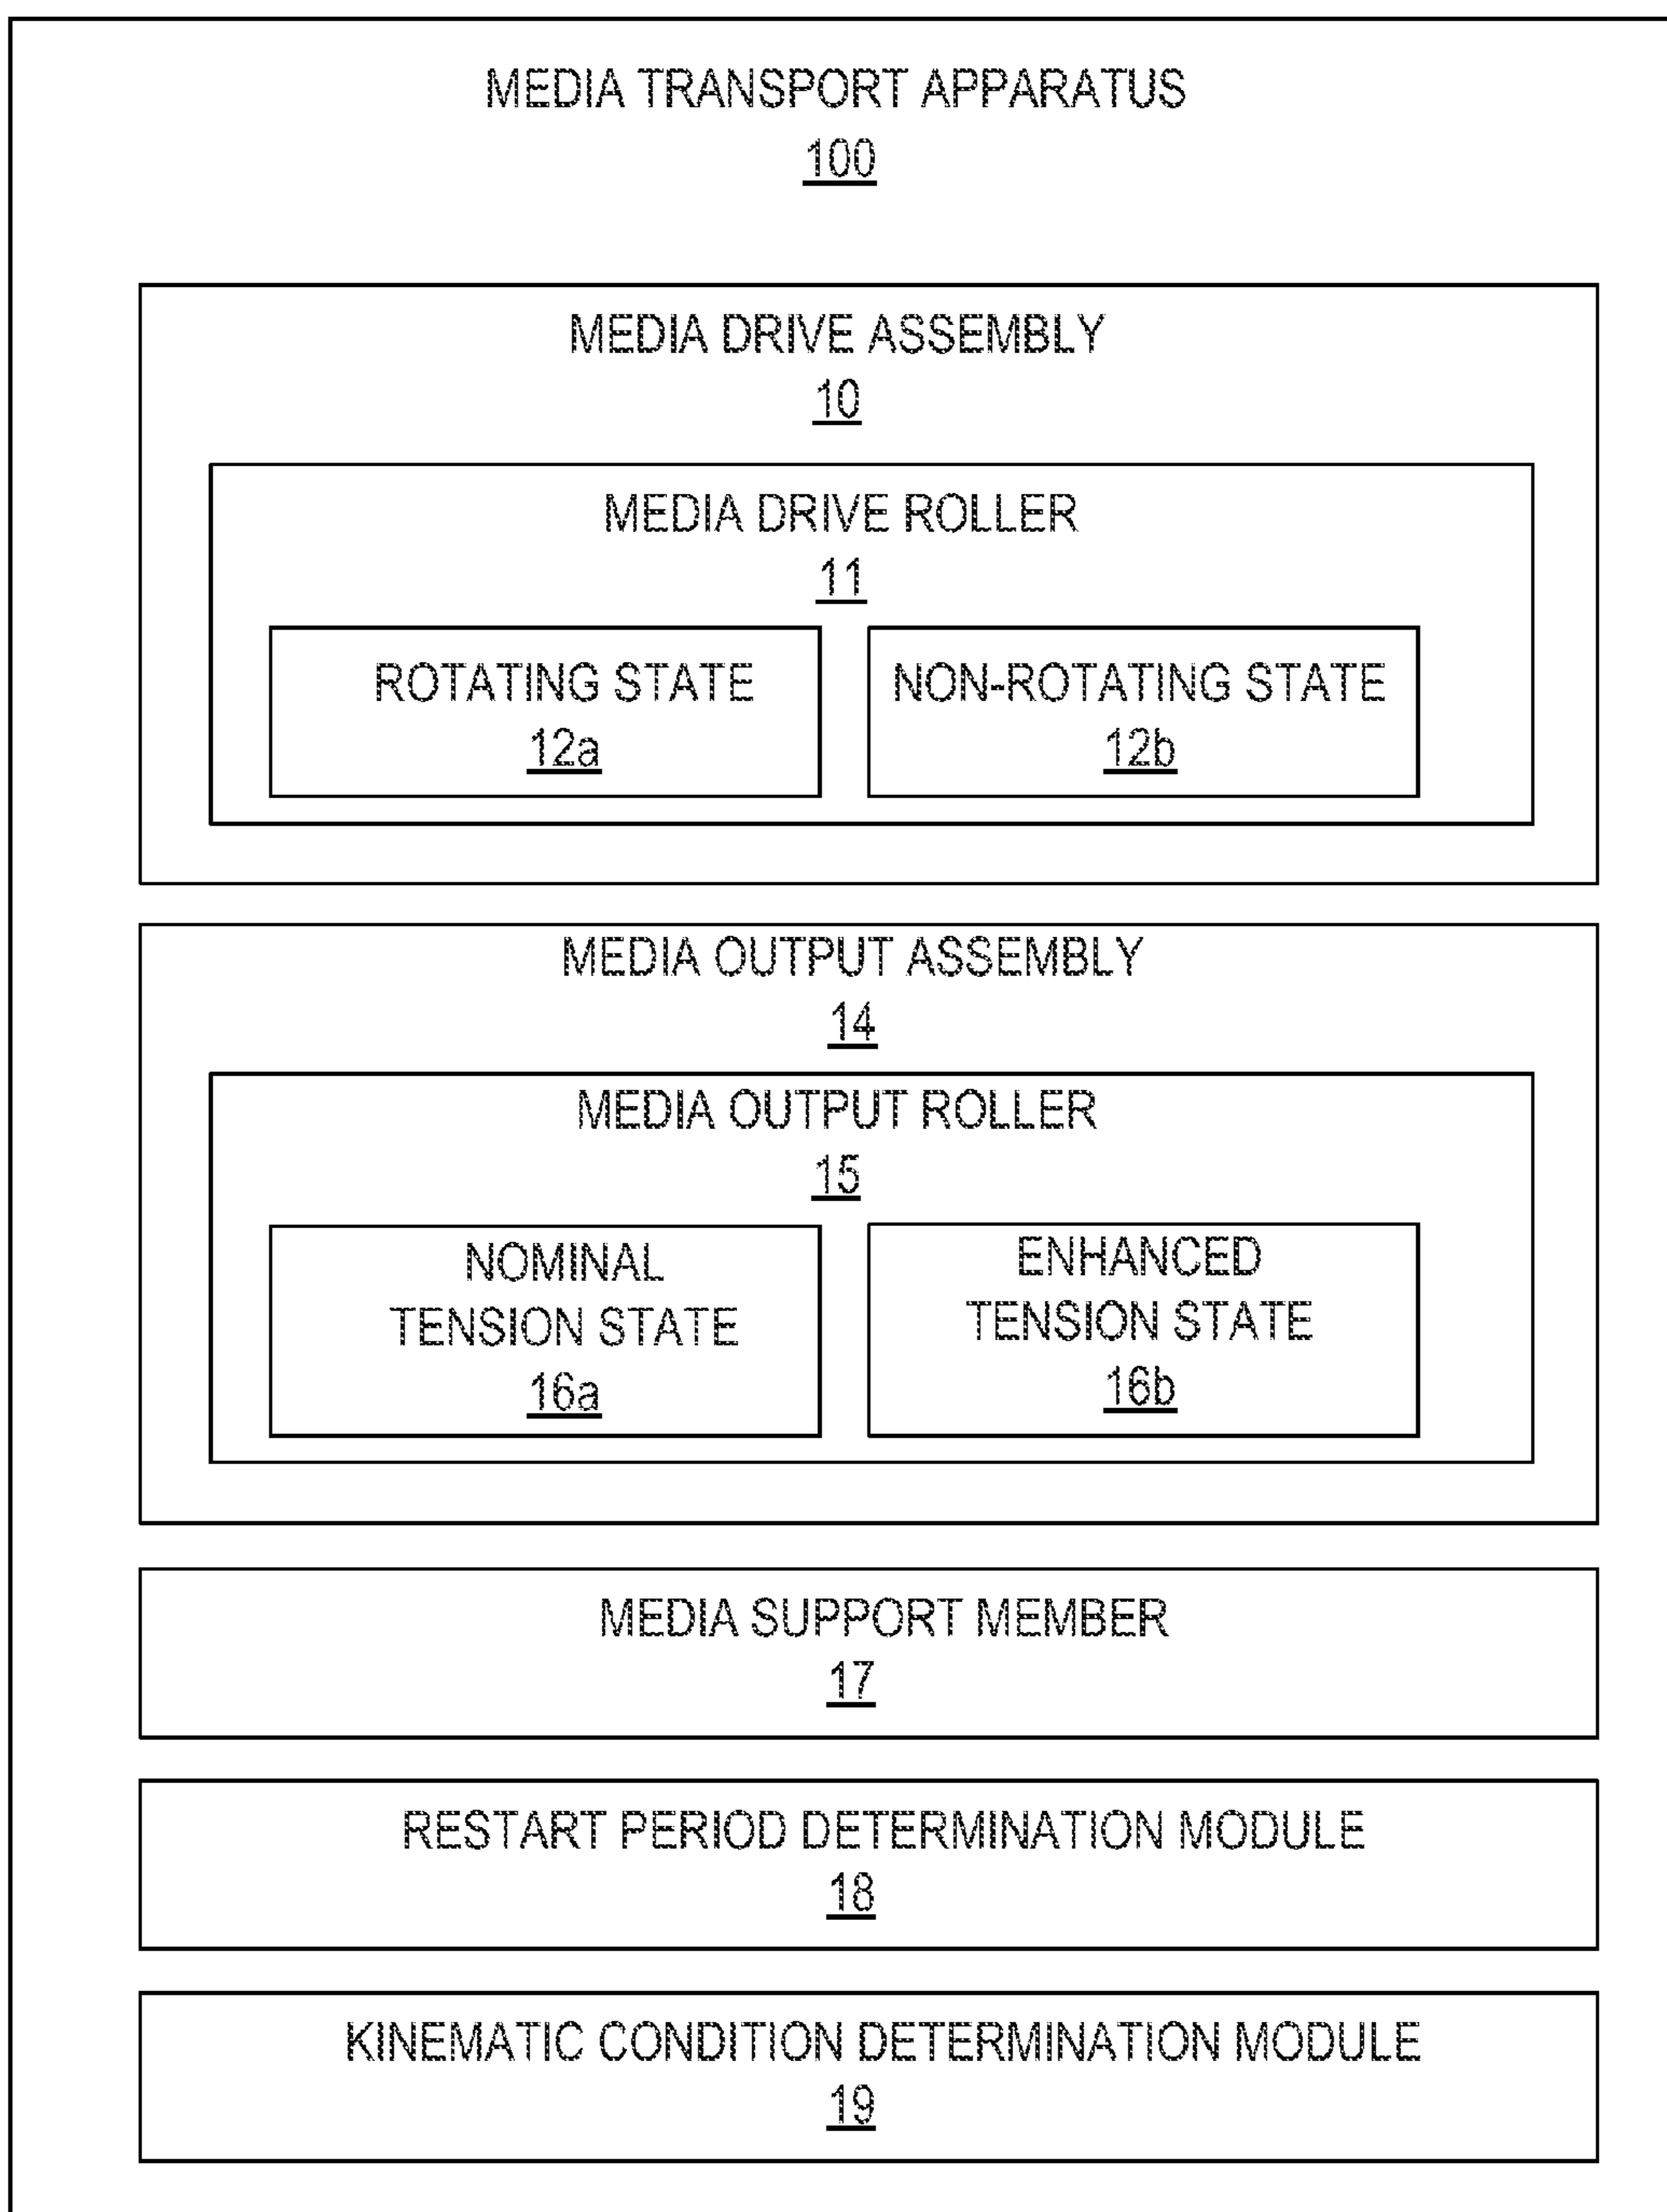 MEDIA TRANSPORT APPARATUS
100
MEDIA DRIVE ASSEMBLY
10
MEDIA DRIVE ROLLER
11
ROTATING STATE
12a
NON-ROTATING STATE
12b
MEDIA OUTPUT ASSEMBLY
14
MEDIA OUTPUT ROLLER
15
NOMINAL
TENSION STATE
16a
ENHANCED
TENSION STATE
16b
MEDIA SUPPORT MEMBER
17
RESTART PERIOD DETERMINATION MODULE
18
KINEMATIC CONDITION DETERMINATION MODULE
19